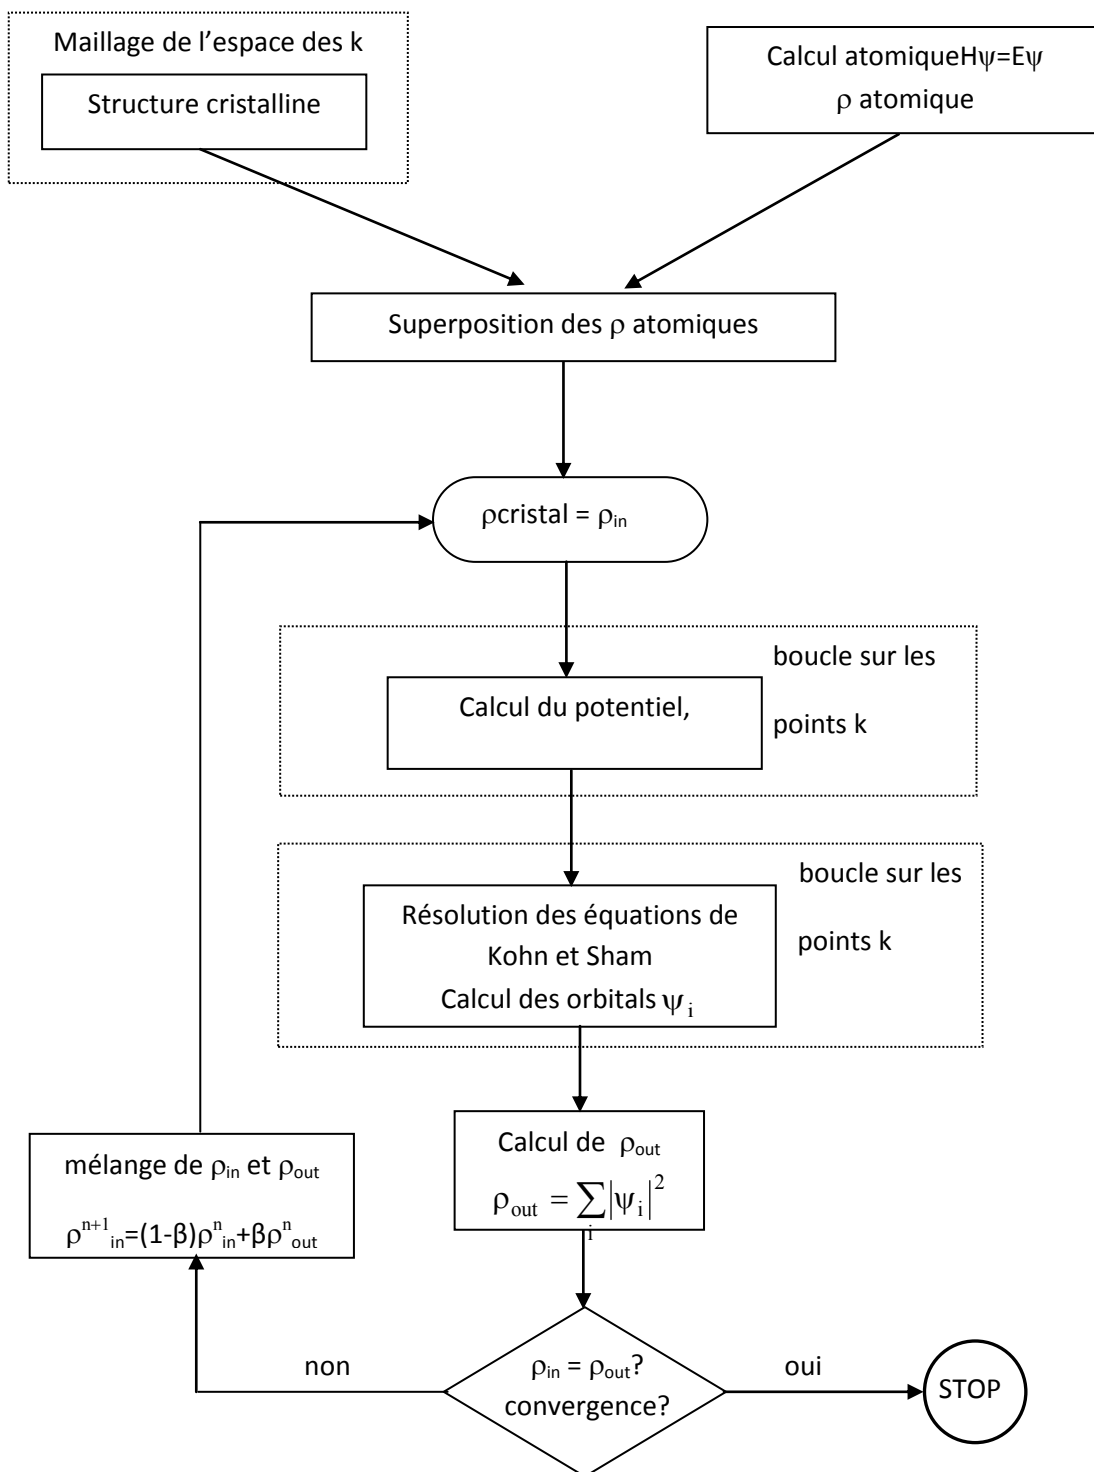 Maillage de l’espace des k
Structure cristalline
Calcul atomiqueHψ=Eψ
ρ atomique
Superposition des ρ atomiques
ρcristal = ρin
boucle sur les
Calcul du potentiel,
points k
boucle sur les
Résolution des équations de
points k
Kohn et Sham
Calcul des orbitals ψi
Calcul de ρout
ρout = ∑i|ψi|²
mélange de ρin et ρout
ρⁿ⁺¹in=(1-β)ρⁿin+βρⁿout
non
ρin = ρout?
convergence?
oui
STOP